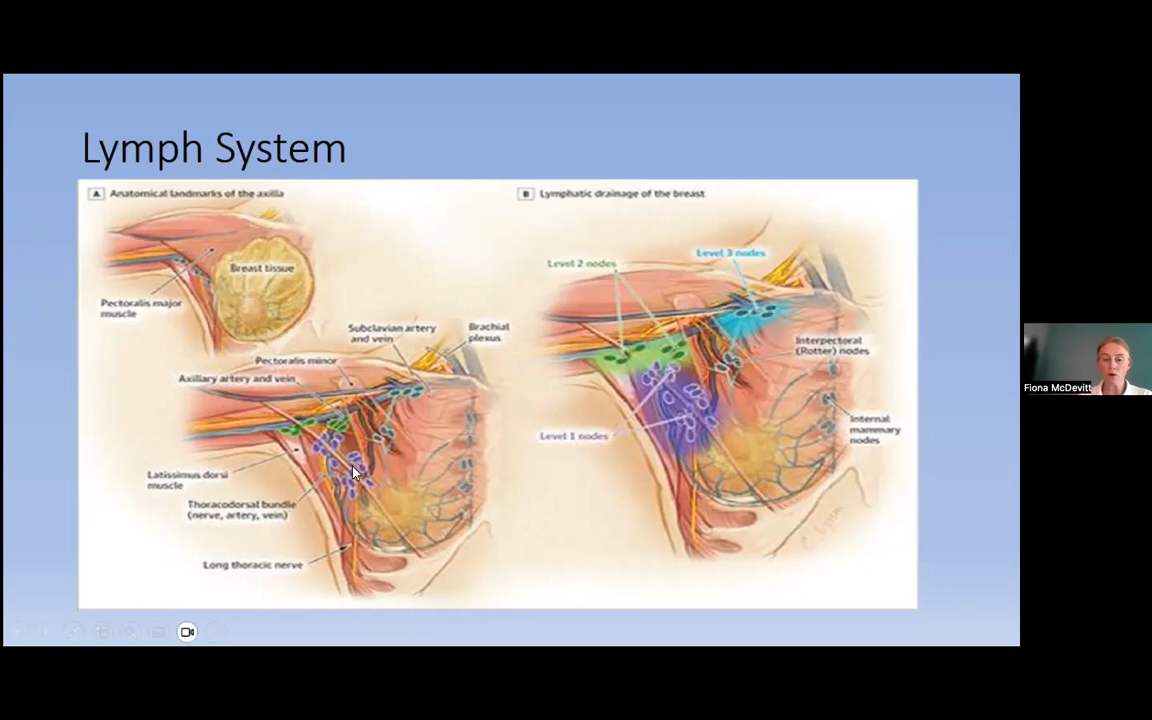 Lymph System
A Anatomical landmarks of the axilla
Breast tissue
Pectoralis major
muscle
Subclavian artery
and vein
Brachial
plexus
Pectoralis minor
Axillary artery and vein
Latissimus dorsi
muscle
Thoracodorsal bundle
(nerve, artery, vein)
Long thoracic nerve
B Lymphatic drainage of the breast
Level 2 nodes
Level 3 nodes
Interpectoral
(Rotter) nodes
Level 1 nodes
Internal
mammary
nodes
Fiona McDevitt